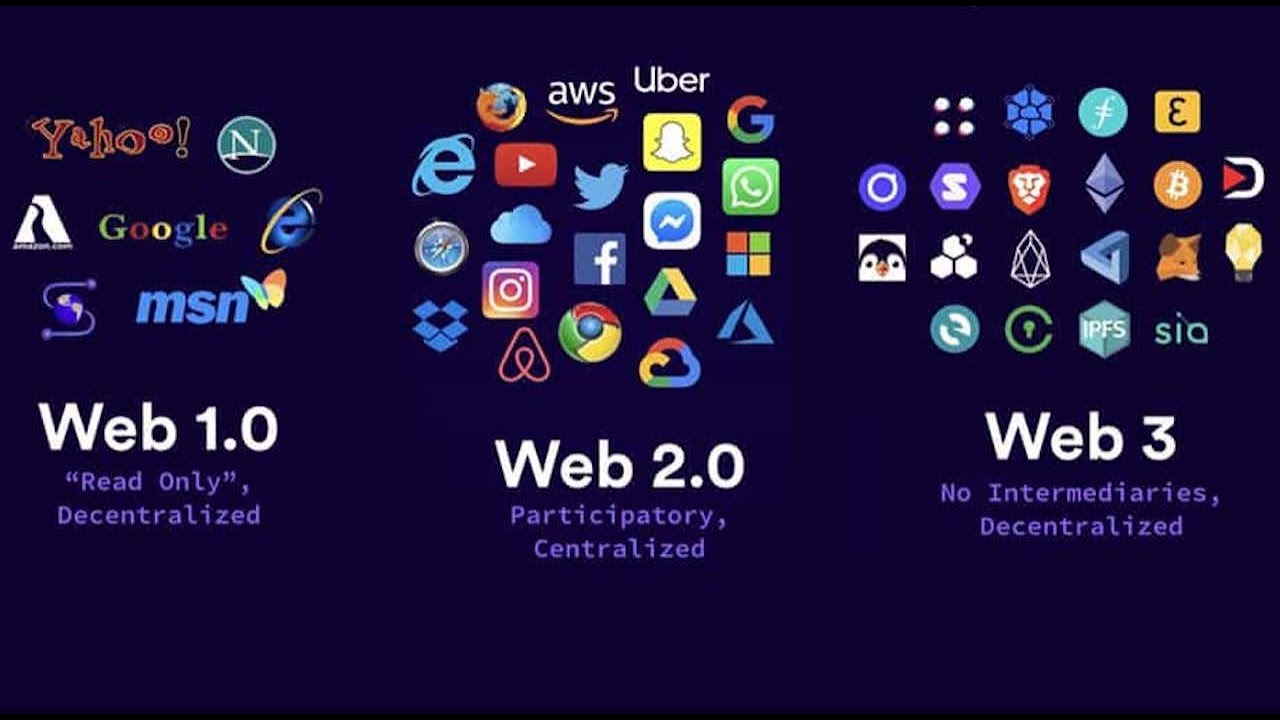 Yahoo!
N
amazon.com
Google
e
msn
Web 1.0
“Read Only”,
Decentralized
aws
Uber
G
e
f
Web 2.0
Participatory,
Centralized
S
IPFS
sia
Web 3
No Intermediaries,
Decentralized